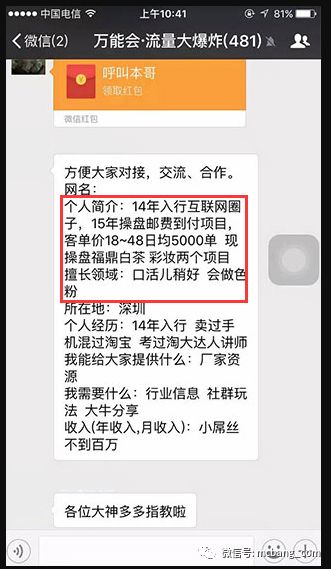 中国电信
上午10:41
81%
微信(2)
万能会·流量大爆炸(481)
呼叫本哥
领取红包
微信红包
方便大家对接，交流、合作。
网名：
个人简介：14年入行互联网圈
子，15年操盘邮费到付项目，
客单价18~48日均5000单 现
操盘福鼎白茶 彩妆两个项目
擅长领域：口活儿稍好 会做色
粉
所在地：深圳
个人经历：14年入行 卖过手
机混过淘宝 考过淘大达人讲师
我能给大家提供什么：厂家资
源
我需要什么：行业信息 社群玩
法 大牛分享
收入(年收入,月收入)：小屌丝
不到百万
各位大神多多指教啦
微信号: mcbang_com